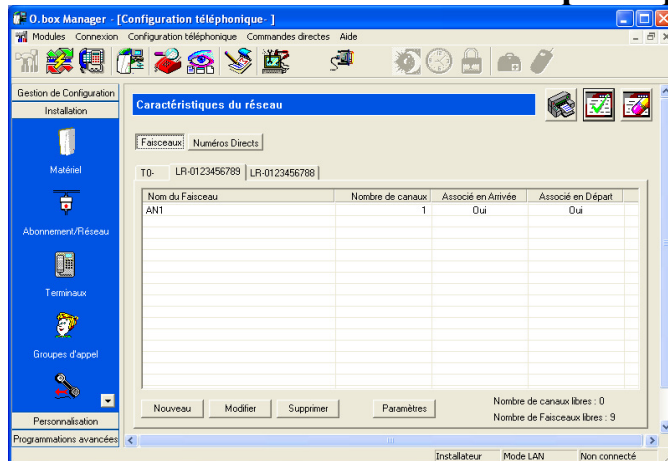 O.box Manager - [Configuration téléphonique- ]
Modules Connexion Configuration téléphonique Commandes directes Aide
Gestion de Configuration
Installation
Matériel
Abonnement/Réseau
Terminaux
Groupes d'appel
Personnalisation
Programmations avancées
Caractéristiques du réseau
Faisceaux Numéros Directs
T0- LR-0123456789 LR-0123456788
Nom du Faisceau Nombre de canaux Associé en Arrivée Associé en Départ
AN1 1 Oui Oui
Nouveau Modifier Supprimer Paramètres
Nombre de canaux libres : 0
Nombre de Faisceaux libres : 9
Installateur Mode LAN Non connecté